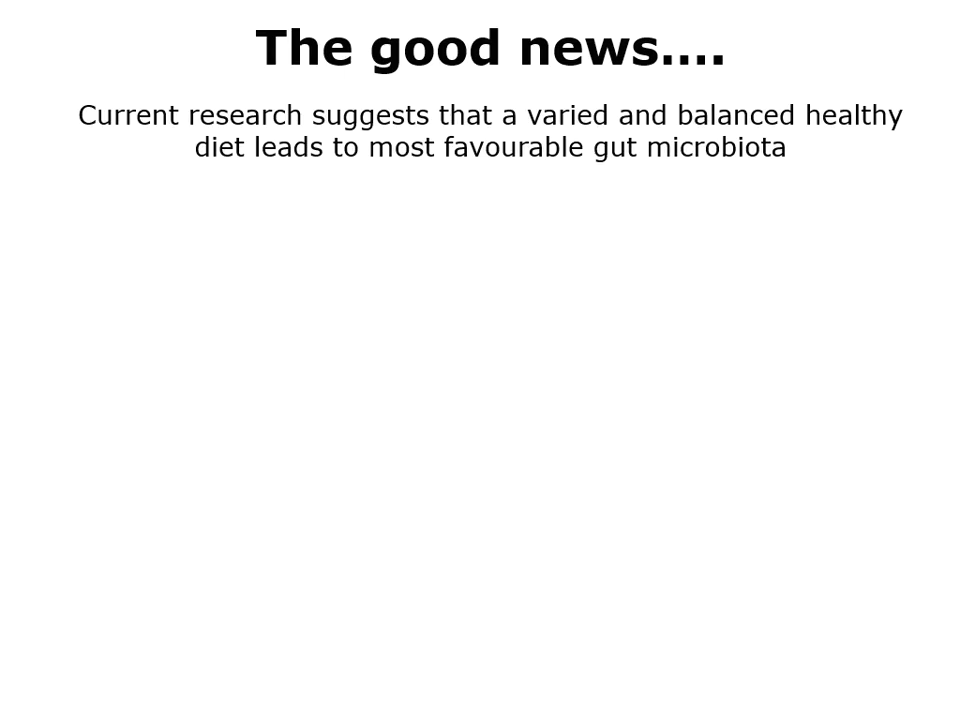 The good news….
Current research suggests that a varied and balanced healthy
diet leads to most favourable gut microbiota